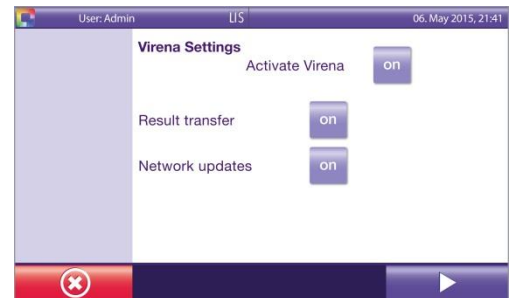 User: Admin LIS 06. May 2015, 21:41
Virena Settings
Activate Virena on
Result transfer on
Network updates on